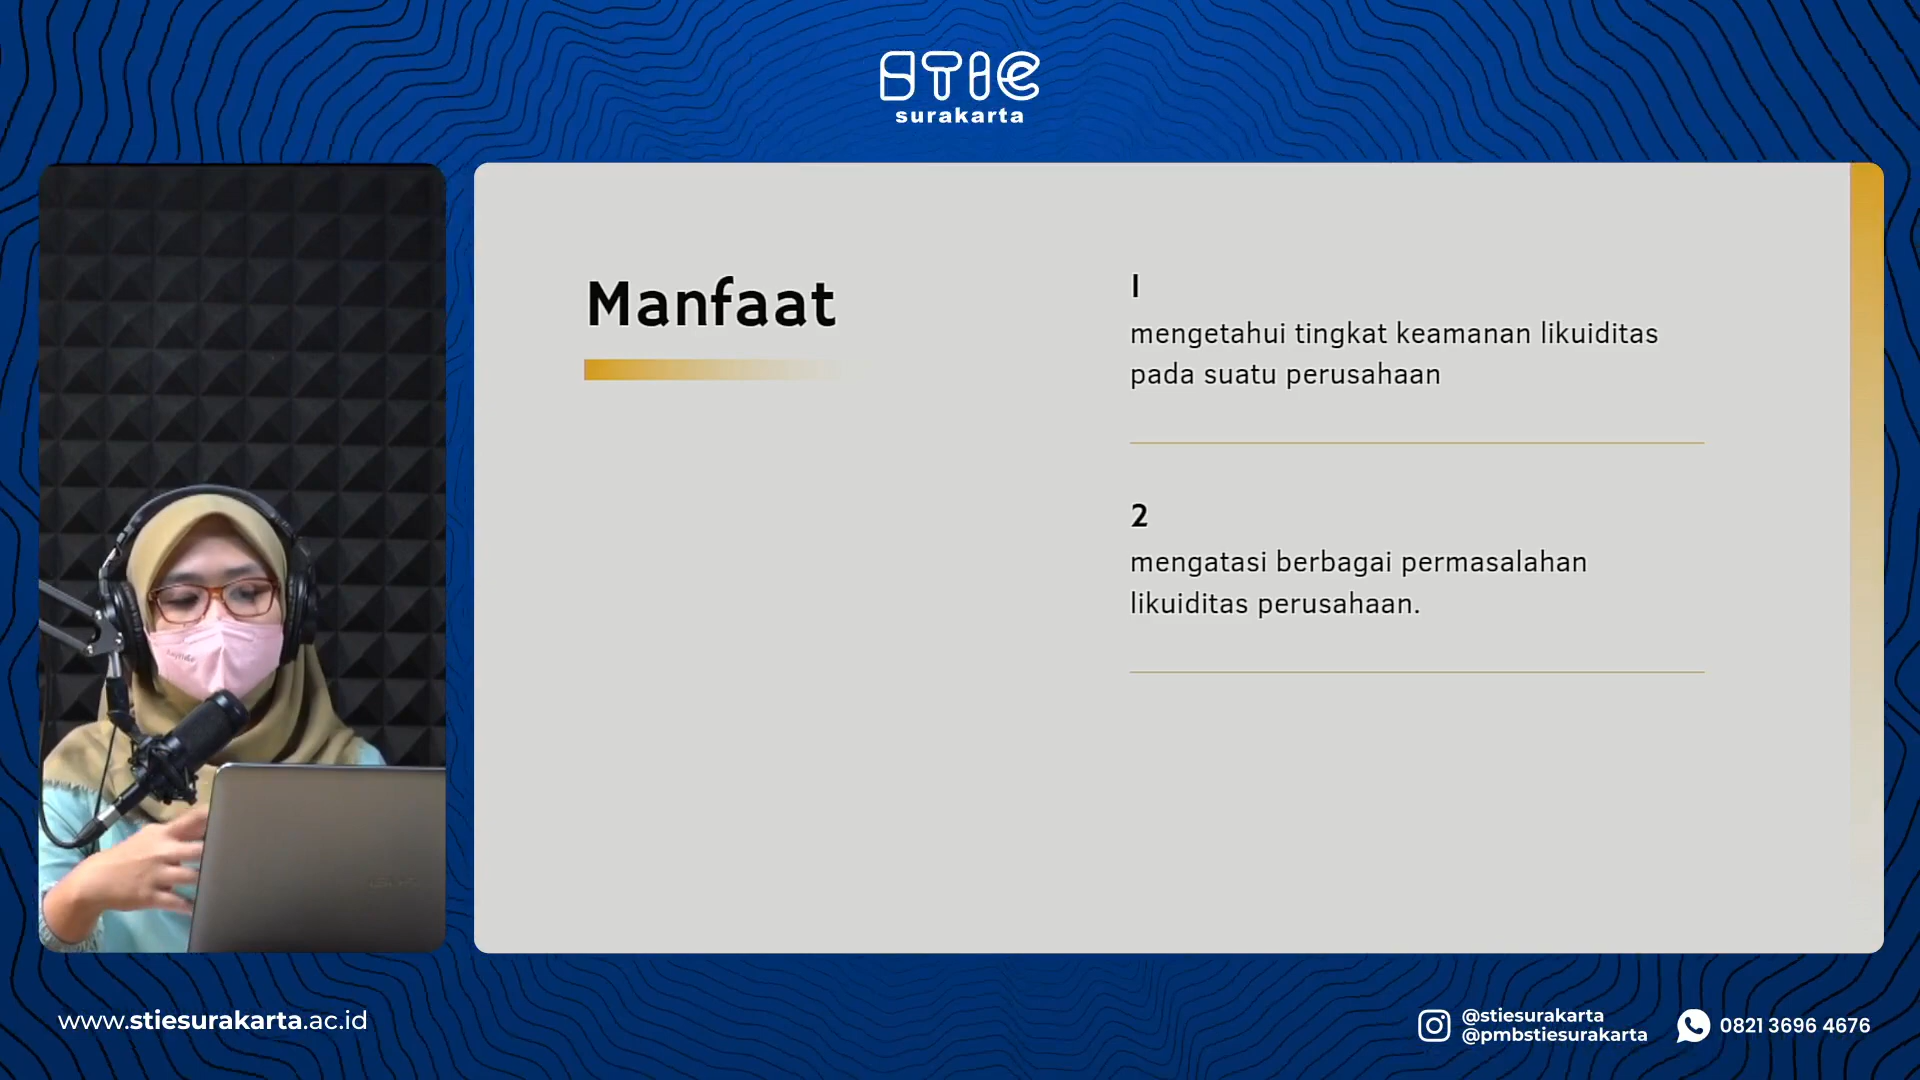 STIE
surakarta
Manfaat
1
mengetahui tingkat keamanan likuiditas
pada suatu perusahaan
2
mengatasi berbagai permasalahan
likuiditas perusahaan.
www.stiesurakarta.ac.id
@stiesurakarta
@pmbstiesurakarta
0821 3696 4676